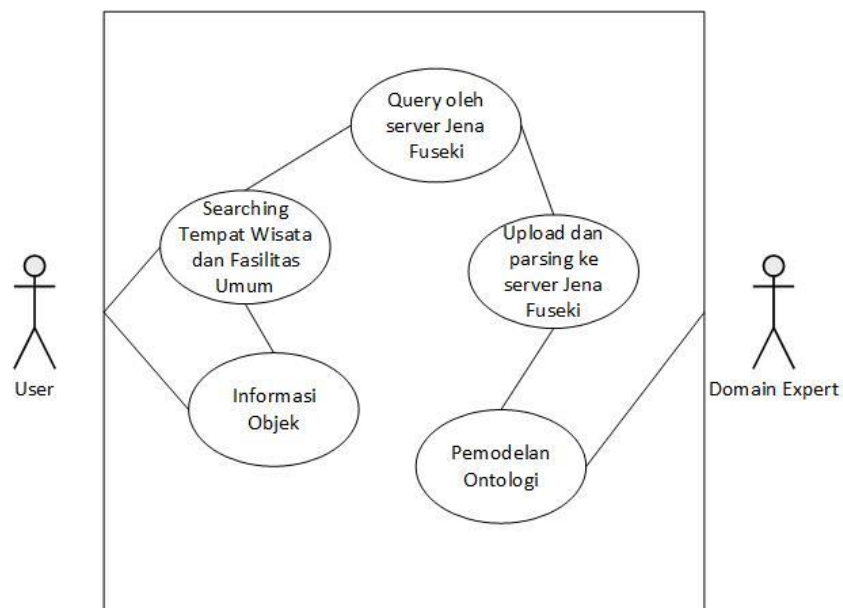 Query oleh
server Jena
Fuseki
Searching
Tempat Wisata
dan Fasilitas
Umum
Upload dan
parsing ke
server Jena
Fuseki
User
Domain Expert
Informasi
Objek
Pemodelan
Ontologi